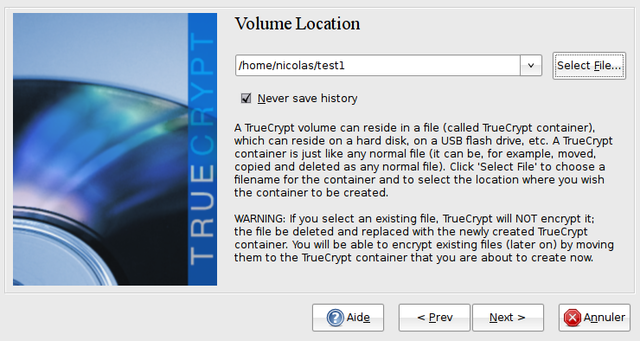 TRUECRYPT
Volume Location
/home/nicolas/test1
Select File...
Never save history
A TrueCrypt volume can reside in a file (called TrueCrypt container),
which can reside on a hard disk, on a USB flash drive, etc. A TrueCrypt
container is just like any normal file (it can be, for example, moved,
copied and deleted as any normal file). Click 'Select File' to choose a
filename for the container and to select the location where you wish
the container to be created.
WARNING: If you select an existing file, TrueCrypt will NOT encrypt it;
the file be deleted and replaced with the newly created TrueCrypt
container. You will be able to encrypt existing files (later on) by moving
them to the TrueCrypt container that you are about to create now.
Aide
< Prev
Next >
Annuler